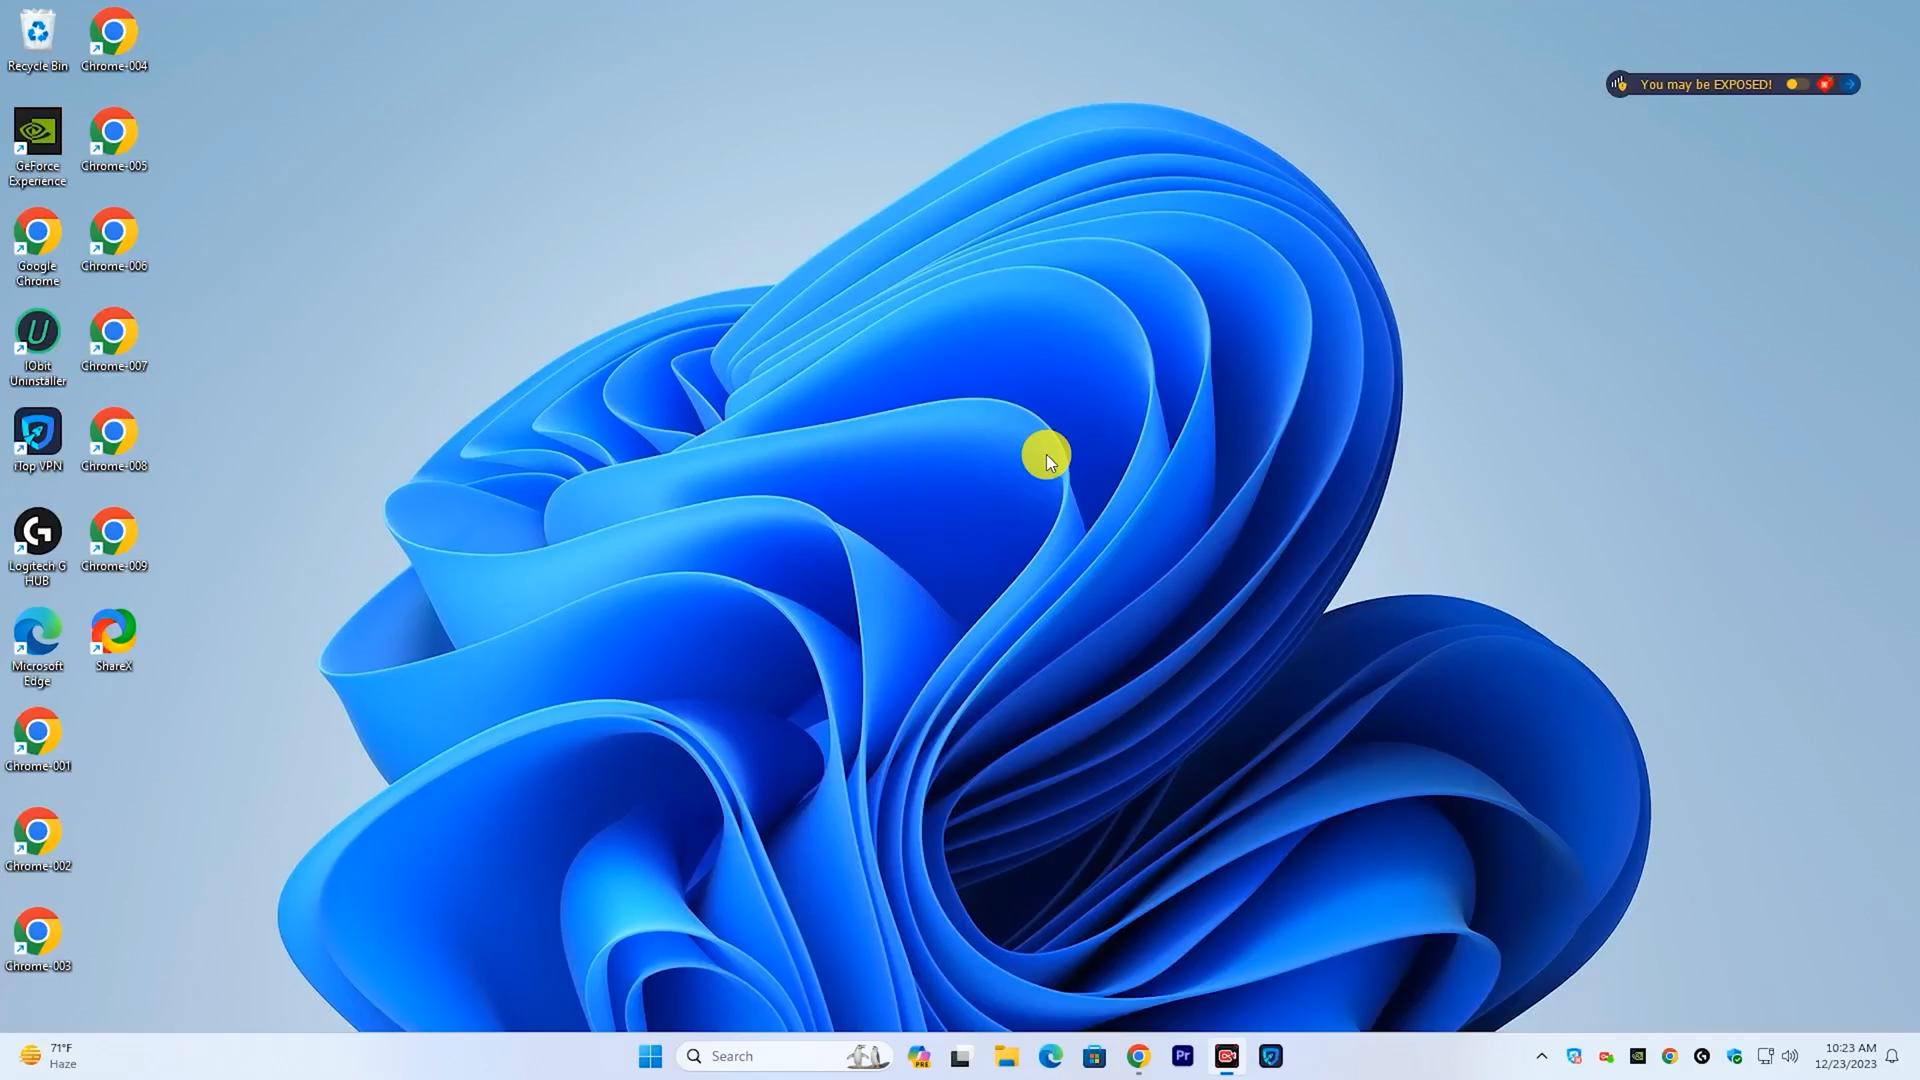 Recycle Bin
Chrome-004
You may be EXPOSED!
GeForce
Experience
Chrome-005
Google
Chrome
Chrome-006
IObit
Uninstaller
Chrome-007
iTop VPN
Chrome-008
Logitech G
HUB
Chrome-009
Microsoft
Edge
ShareX
Chrome-001
Chrome-002
Chrome-003
71°F
Haze
Search
PRE
Pr
10:23 AM
12/23/2023